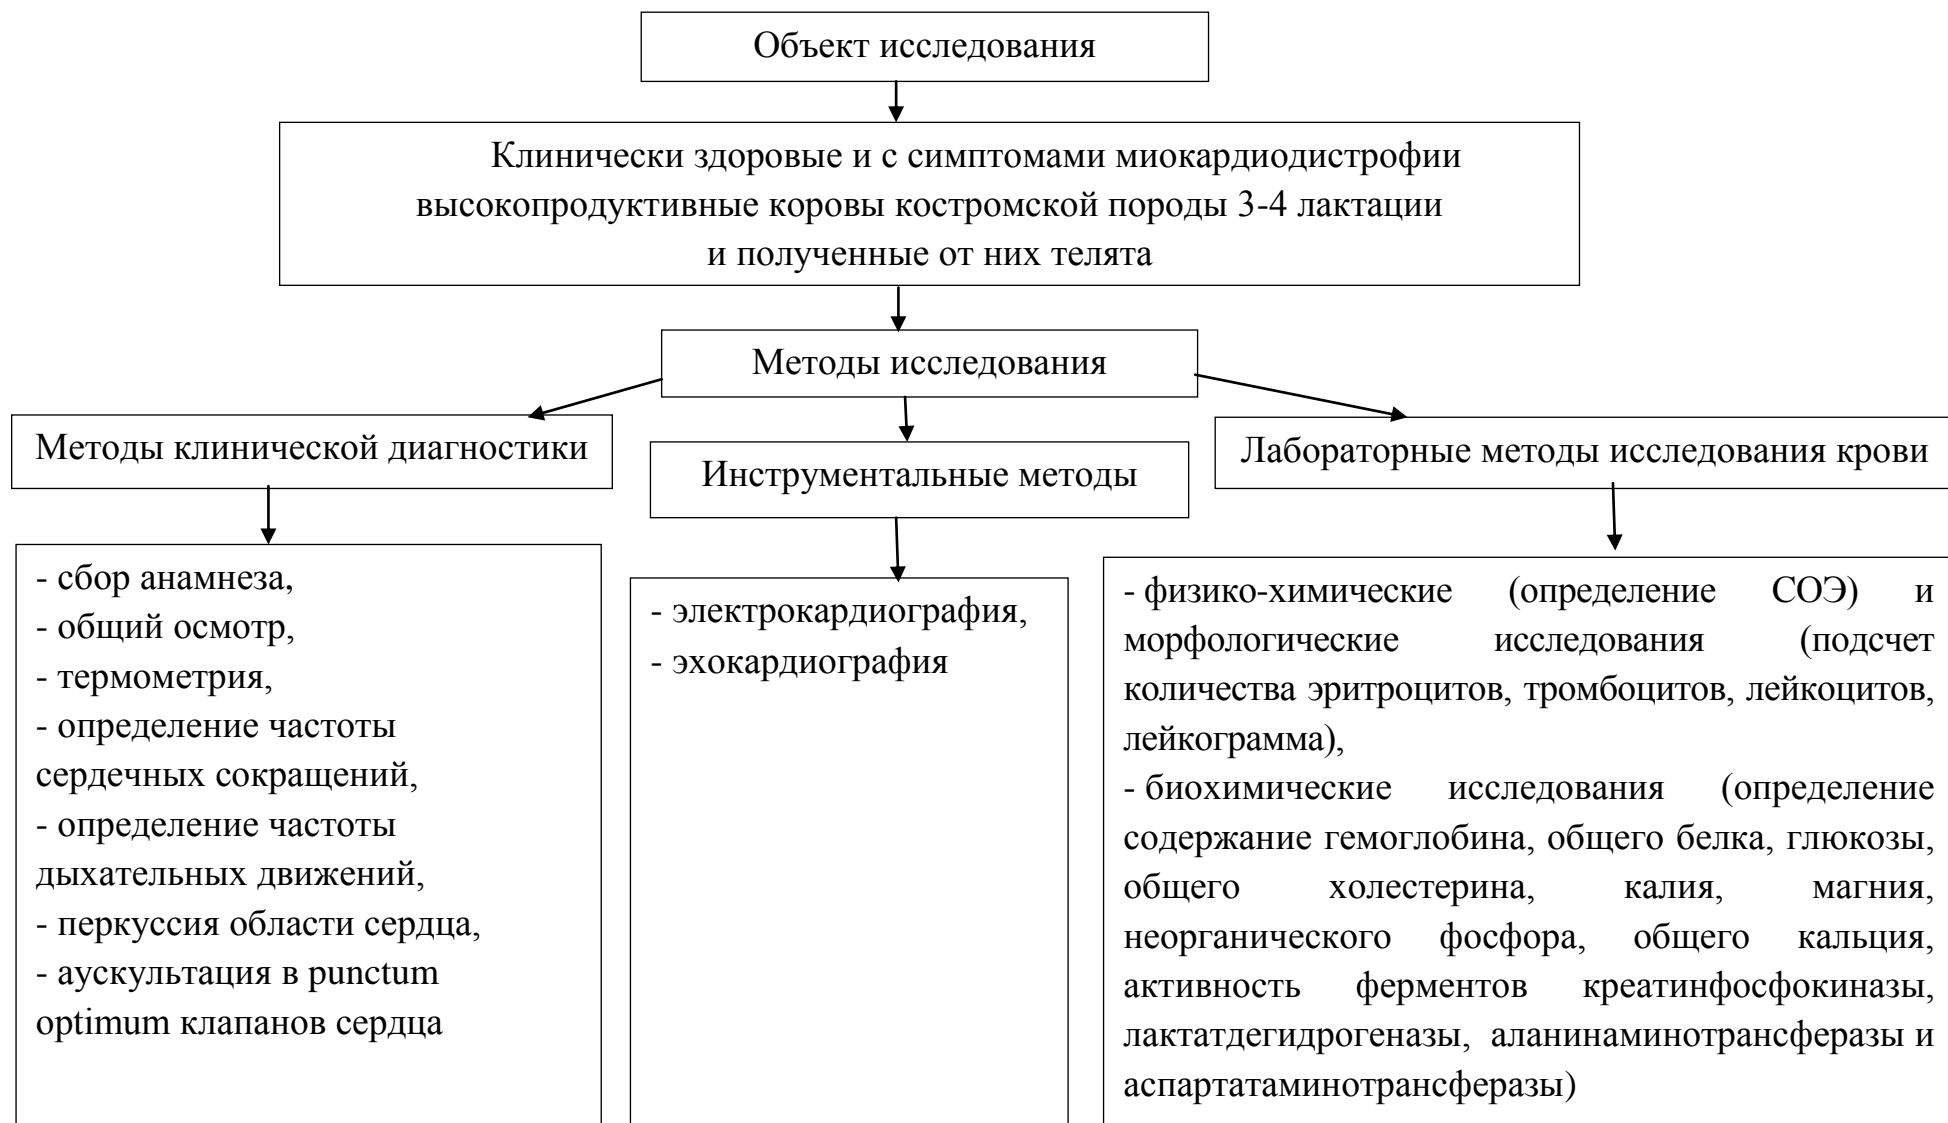 Объект исследования
Клинически здоровые и с симптомами миокардиодистрофии
высокопродуктивные коровы костромской породы 3-4 лактации
и полученные от них телята
Методы исследования
Методы клинической диагностики
Инструментальные методы
Лабораторные методы исследования крови
- сбор анамнеза,
- общий осмотр,
- термометрия,
- определение частоты
сердечных сокращений,
- определение частоты
дыхательных движений,
- перкуссия области сердца,
- аускультация в punctum
optimum клапанов сердца
- электрокардиография,
- эхокардиография
- физико-химические (определение СОЭ) и
морфологические исследования (подсчет
количества эритроцитов, тромбоцитов, лейкоцитов,
лейкограмма),
- биохимические исследования (определение
содержание гемоглобина, общего белка, глюкозы,
общего холестерина, калия, магния,
неорганического фосфора, общего кальция,
активность ферментов креатинфосфокиназы,
лактатдегидрогеназы, аланинаминотрансферазы и
аспартатаминотрансферазы)